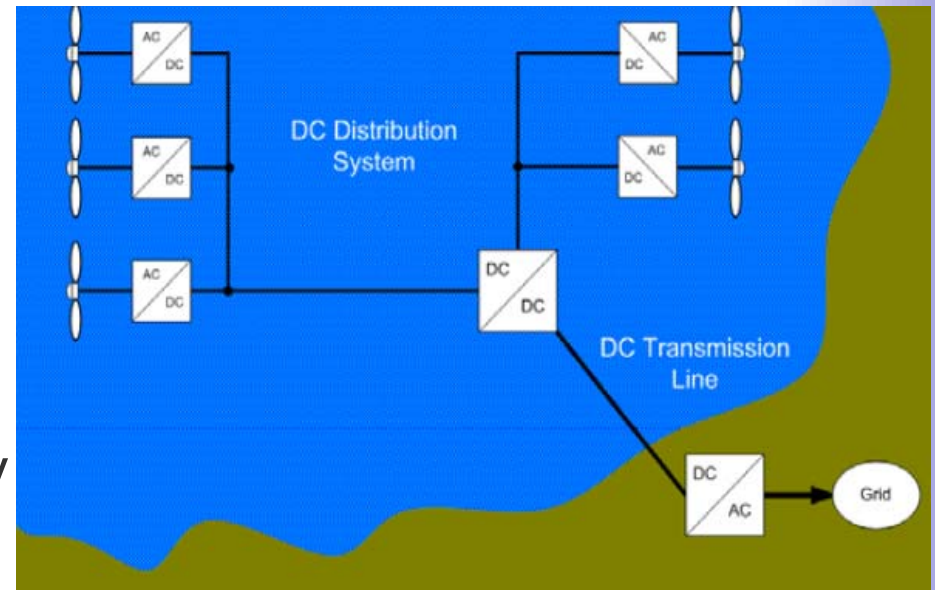 AC
DC
AC
DC
DC Distribution
System
AC
DC
AC
DC
AC
DC
DC
DC
DC Transmission
Line
y
DC
AC
Grid